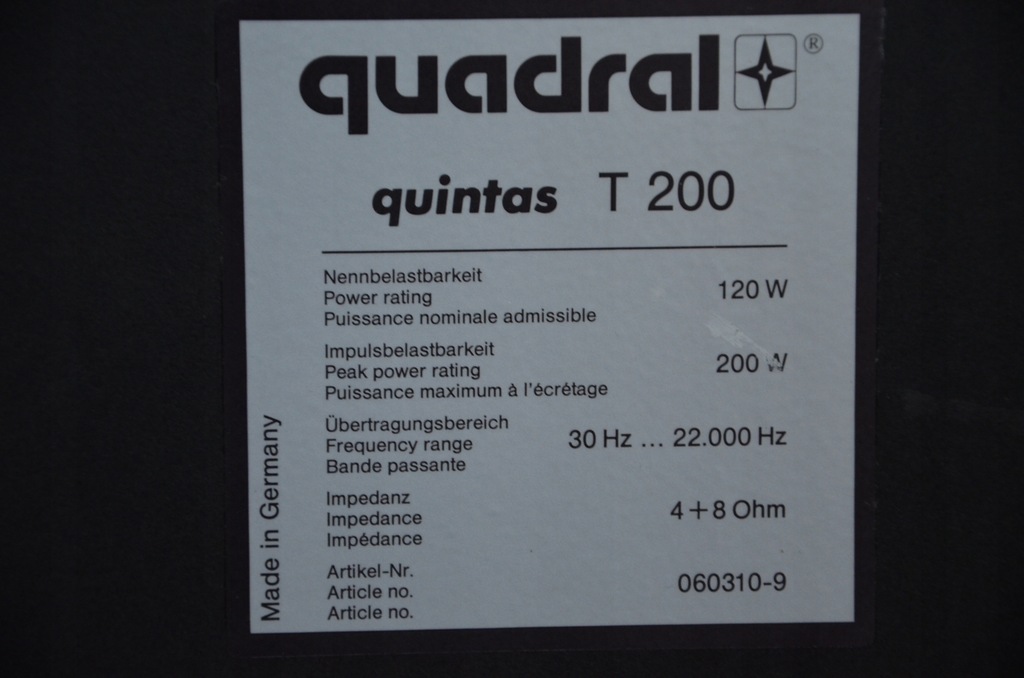 quadral ®
quintas T 200
Nennbelastbarkeit
Power rating 120 W
Puissance nominale admissible
Impulsbelastbarkeit
Peak power rating 200 W
Puissance maximum à l'écrétage
Übertragungsbereich
Frequency range 30 Hz ... 22.000 Hz
Bande passante
Impedanz
Impedance 4+8 Ohm
Impédance
Artikel-Nr.
Article no. 060310-9
Article no.
Made in Germany